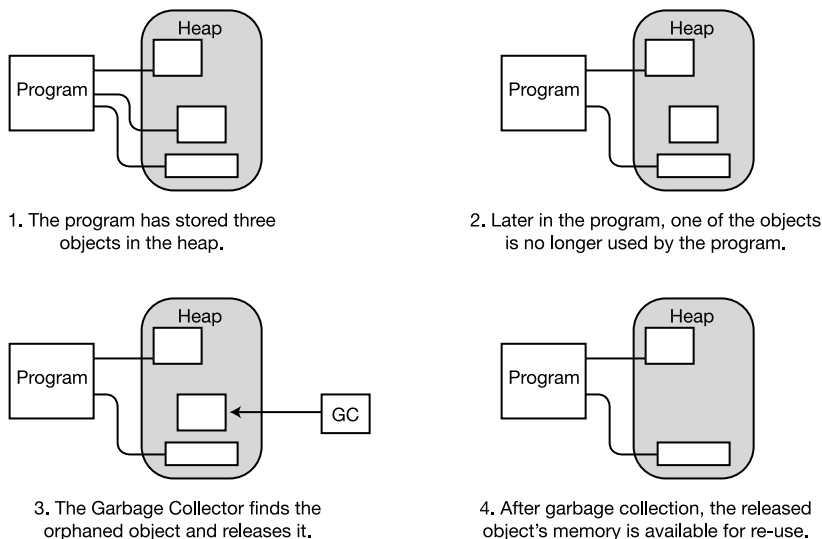 Heap
Program
1. The program has stored three
objects in the heap.
Heap
Program
2. Later in the program, one of the objects
is no longer used by the program.
Heap
Program
GC
3. The Garbage Collector finds the
orphaned object and releases it.
Heap
Program
4. After garbage collection, the released
object's memory is available for re-use.